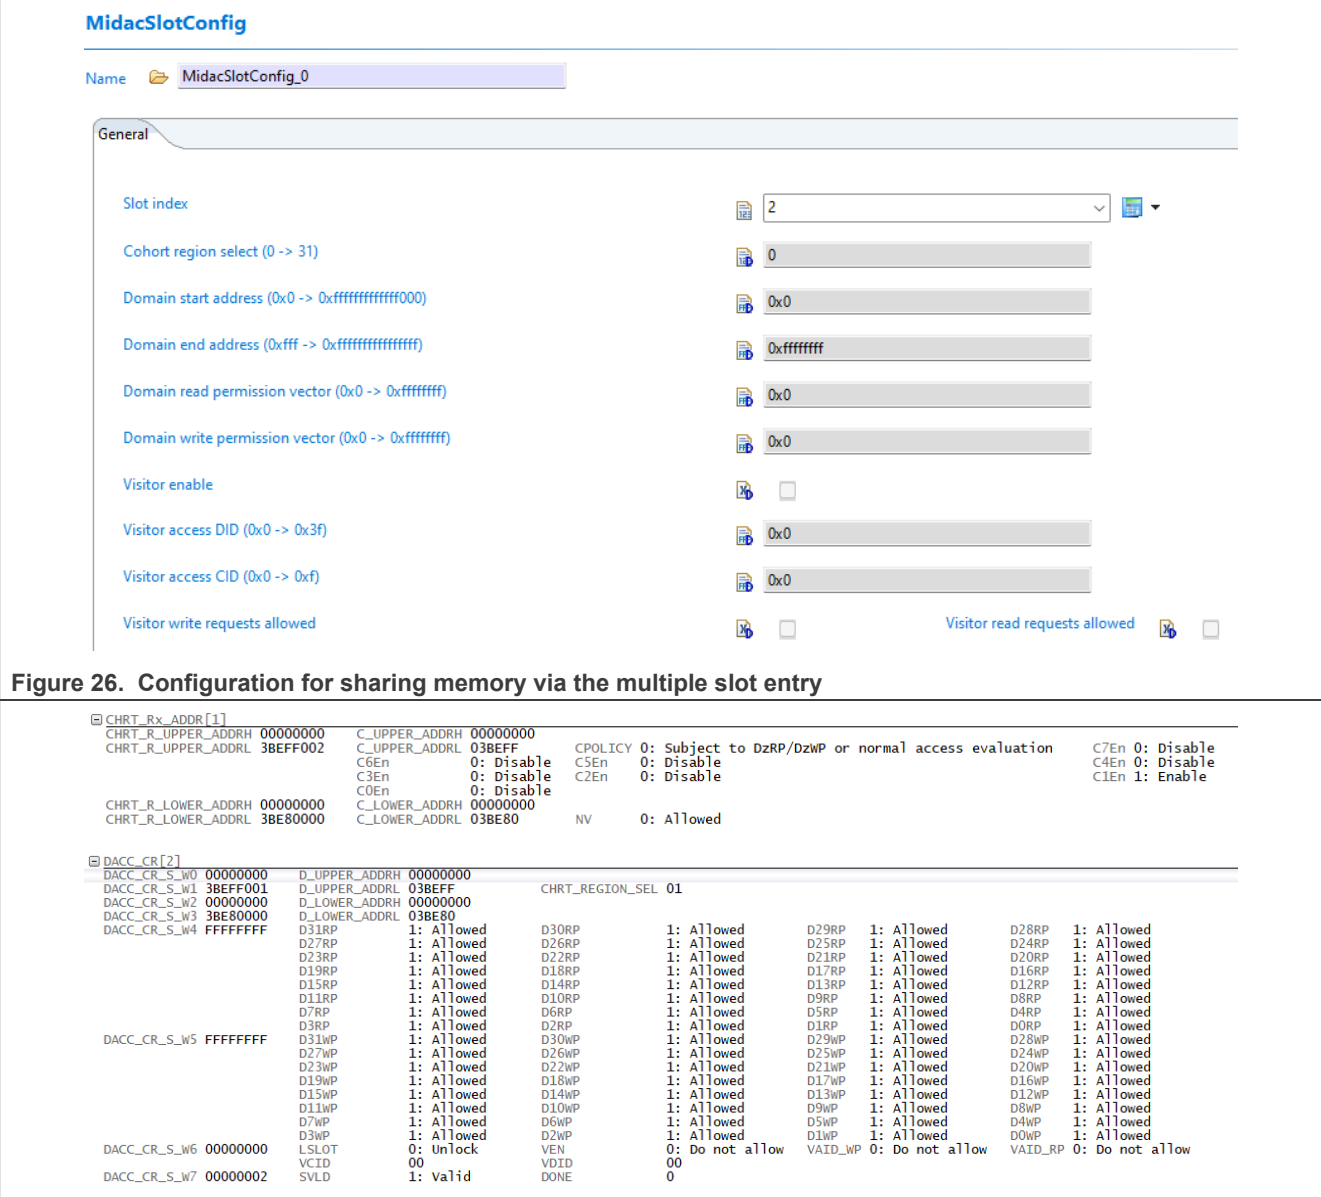 MidacSlotConfig
Name MidacSlotConfig_0
General
Slot index 2
Cohort region select (0 -> 31) 0
Domain start address (0x0 -> 0xfffffffffffff000) 0x0
Domain end address (0xfff -> 0xffffffffffffffff) 0xffffffff
Domain read permission vector (0x0 -> 0xffffffff) 0x0
Domain write permission vector (0x0 -> 0xffffffff) 0x0
Visitor enable
Visitor access DID (0x0 -> 0x3f) 0x0
Visitor access CID (0x0 -> 0xf) 0x0
Visitor write requests allowed Visitor read requests allowed
Figure 26. Configuration for sharing memory via the multiple slot entry
CHRT_Rx_ADDR[1]
CHRT_R_UPPER_ADDRH 00000000 C_UPPER_ADDRH 00000000
CHRT_R_UPPER_ADDRL 3BEFF002 C_UPPER_ADDRL 03BEFF CPOLICY 0: Subject to DzRP/DzWP or normal access evaluation C7En 0: Disable
C6En 0: Disable C5En 0: Disable C4En 0: Disable
C3En 0: Disable C2En 0: Disable C1En 1: Enable
C0En 0: Disable
CHRT_R_LOWER_ADDRH 00000000 C_LOWER_ADDRH 00000000
CHRT_R_LOWER_ADDRL 3BE80000 C_LOWER_ADDRL 03BE80 NV 0: Allowed
DACC_CR[2]
DACC_CR_S_W0 00000000 D_UPPER_ADDRH 00000000
DACC_CR_S_W1 3BEFF001 D_UPPER_ADDRL 03BEFF CHRT_REGION_SEL 01
DACC_CR_S_W2 00000000 D_LOWER_ADDRH 00000000
DACC_CR_S_W3 3BE80000 D_LOWER_ADDRL 03BE80
DACC_CR_S_W4 FFFFFFFF D31RP 1: Allowed D30RP 1: Allowed D29RP 1: Allowed D28RP 1: Allowed
D27RP 1: Allowed D26RP 1: Allowed D25RP 1: Allowed D24RP 1: Allowed
D23RP 1: Allowed D22RP 1: Allowed D21RP 1: Allowed D20RP 1: Allowed
D19RP 1: Allowed D18RP 1: Allowed D17RP 1: Allowed D16RP 1: Allowed
D15RP 1: Allowed D14RP 1: Allowed D13RP 1: Allowed D12RP 1: Allowed
D11RP 1: Allowed D10RP 1: Allowed D9RP 1: Allowed D8RP 1: Allowed
D7RP 1: Allowed D6RP 1: Allowed D5RP 1: Allowed D4RP 1: Allowed
D3RP 1: Allowed D2RP 1: Allowed D1RP 1: Allowed D0RP 1: Allowed
DACC_CR_S_W5 FFFFFFFF D31WP 1: Allowed D30WP 1: Allowed D29WP 1: Allowed D28WP 1: Allowed
D27WP 1: Allowed D26WP 1: Allowed D25WP 1: Allowed D24WP 1: Allowed
D23WP 1: Allowed D22WP 1: Allowed D21WP 1: Allowed D20WP 1: Allowed
D19WP 1: Allowed D18WP 1: Allowed D17WP 1: Allowed D16WP 1: Allowed
D15WP 1: Allowed D14WP 1: Allowed D13WP 1: Allowed D12WP 1: Allowed
D11WP 1: Allowed D10WP 1: Allowed D9WP 1: Allowed D8WP 1: Allowed
D7WP 1: Allowed D6WP 1: Allowed D5WP 1: Allowed D4WP 1: Allowed
D3WP 1: Allowed D2WP 1: Allowed D1WP 1: Allowed D0WP 1: Allowed
DACC_CR_S_W6 00000000 LSLOT 0: Unlock VEN 0: Do not allow VAID_WP 0: Do not allow VAID_RP 0: Do not allow
VCID 00 VDID 00
DACC_CR_S_W7 00000002 SVLD 1: Valid DONE 0